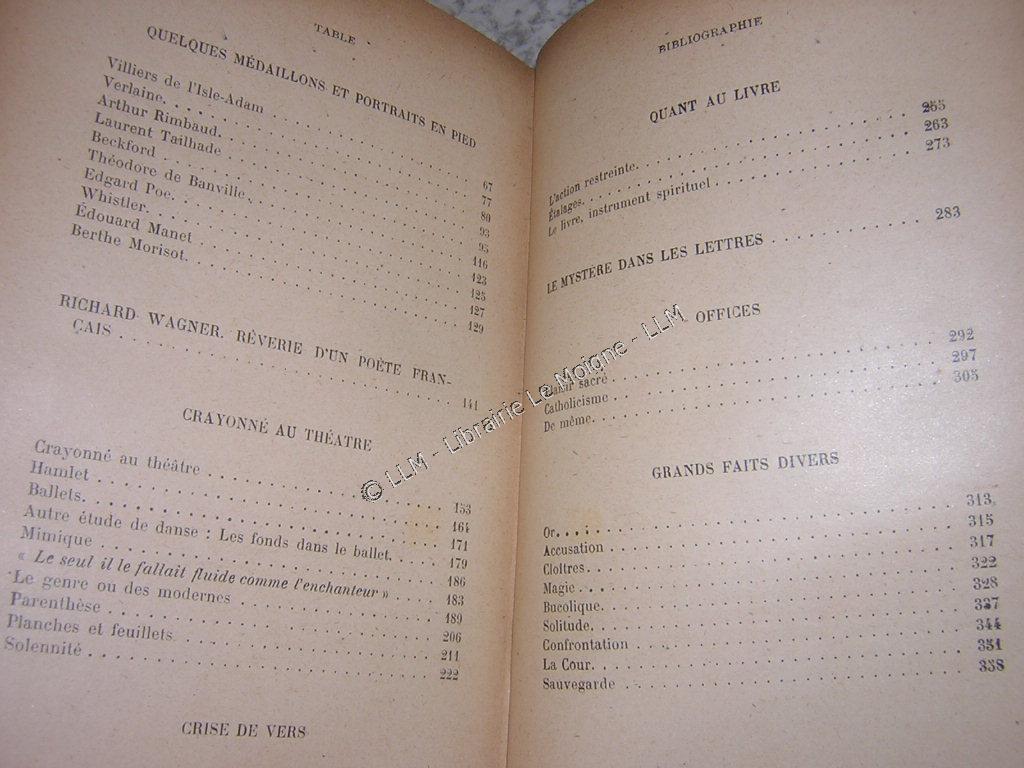 TABLE
QUELQUES MÉDAILLONS ET PORTRAITS EN PIED
Villiers de l'Isle-Adam . . . . . . . . . . 67
Verlaine. . . . . . . . . . 77
Arthur Rimbaud. . . . . . . . . . 80
Laurent Tailhade . . . . . . . . . . 93
Beckford . . . . . . . . . . 95
Théodore de Banville. . . . . . . . . . 116
Edgard Poe. . . . . . . . . . 123
Whistler. . . . . . . . . . 125
Édouard Manet . . . . . . . . . . 127
Berthe Morisot. . . . . . . . . . 129
RICHARD WAGNER. RÊVERIE D'UN POÈTE FRAN-
ÇAIS . . . . . . . . . . 141
CRAYONNÉ AU THÉATRE
Crayonné au théâtre . . . . . . . . . . 153
Hamlet . . . . . . . . . . 164
Ballets. . . . . . . . . . 171
Autre étude de danse : Les fonds dans le ballet. . 179
Mimique . . . . . . . . . . 186
« Le seul il le fallait fluide comme l'enchanteur » . . . . 183
Le genre ou des modernes . . . . . . . . . . 189
Parenthèse . . . . . . . . . . 206
Planches et feuillets . . . . . . . . . . 211
Solennité . . . . . . . . . . 222
CRISE DE VERS
BIBLIOGRAPHIE
QUANT AU LIVRE
L'action restreinte. . . . . . . . . . 255
Étalages. . . . . . . . . . 263
Le livre, instrument spirituel . . . . . . . . . . 273
LE MYSTÈRE DANS LES LETTRES . . . . . . . . . . 283
OFFICES
sacré . . . . . . . . . . 292
Catholicisme . . . . . . . . . . 297
De même. . . . . . . . . . 305
GRANDS FAITS DIVERS
Or. . . . . . . . . . 313
Accusation . . . . . . . . . . 315
Cloîtres. . . . . . . . . . 317
Magie . . . . . . . . . . 322
Bucolique. . . . . . . . . . 328
Solitude. . . . . . . . . . 337
Confrontation . . . . . . . . . . 344
La Cour. . . . . . . . . . 351
Sauvegarde . . . . . . . . . . 358
© LLM - Librairie Le Moigne - LLM